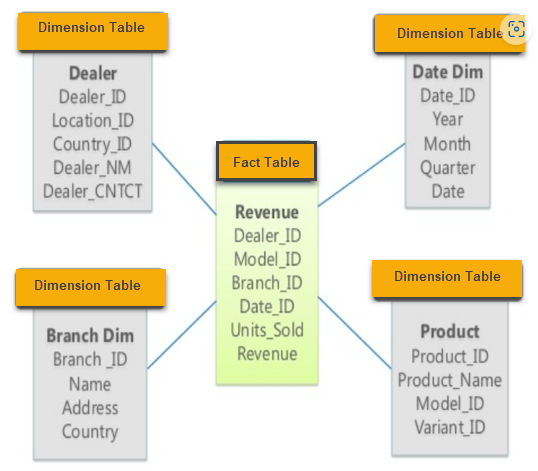 Dimension Table
Dealer
Dealer_ID
Location_ID
Country_ID
Dealer_NM
Dealer_CNTCT
Dimension Table
Date Dim
Date_ID
Year
Month
Quarter
Date
Fact Table
Revenue
Dealer_ID
Model_ID
Branch_ID
Date_ID
Units_Sold
Revenue
Dimension Table
Branch Dim
Branch _ID
Name
Address
Country
Dimension Table
Product
Product_ID
Product_Name
Model_ID
Variant_ID